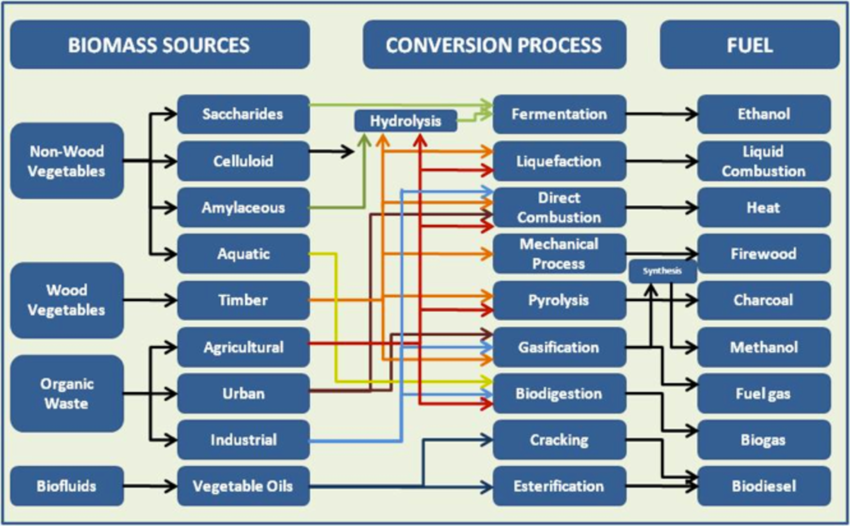 BIOMASS SOURCES
CONVERSION PROCESS
FUEL
Non-Wood
Vegetables
Wood
Vegetables
Organic
Waste
Biofluids
Saccharides
Celluloid
Amylaceous
Aquatic
Timber
Agricultural
Urban
Industrial
Vegetable Oils
Hydrolysis
Fermentation
Liquefaction
Direct
Combustion
Mechanical
Process
Pyrolysis
Gasification
Biodigestion
Cracking
Esterification
Synthesis
Ethanol
Liquid
Combustion
Heat
Firewood
Charcoal
Methanol
Fuel gas
Biogas
Biodiesel